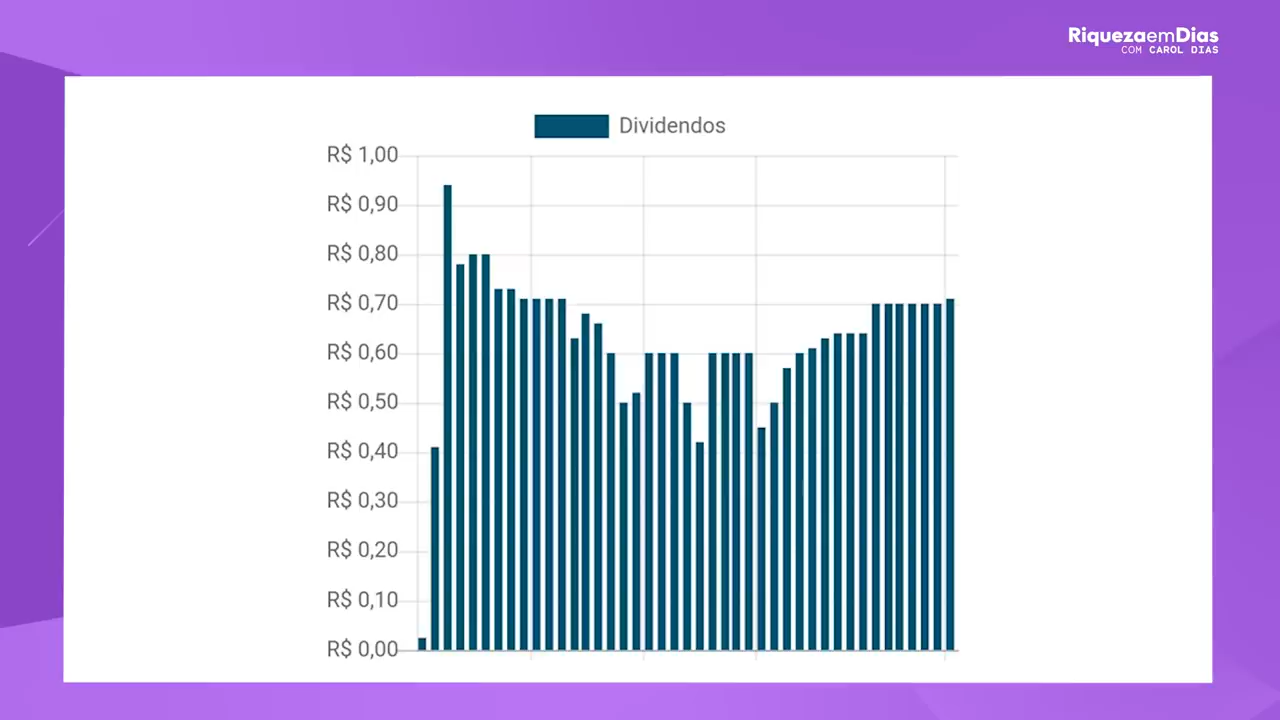 RiquezaemDias
COM CAROL DIAS
Dividendos
R$ 1,00
R$ 0,90
R$ 0,80
R$ 0,70
R$ 0,60
R$ 0,50
R$ 0,40
R$ 0,30
R$ 0,20
R$ 0,10
R$ 0,00